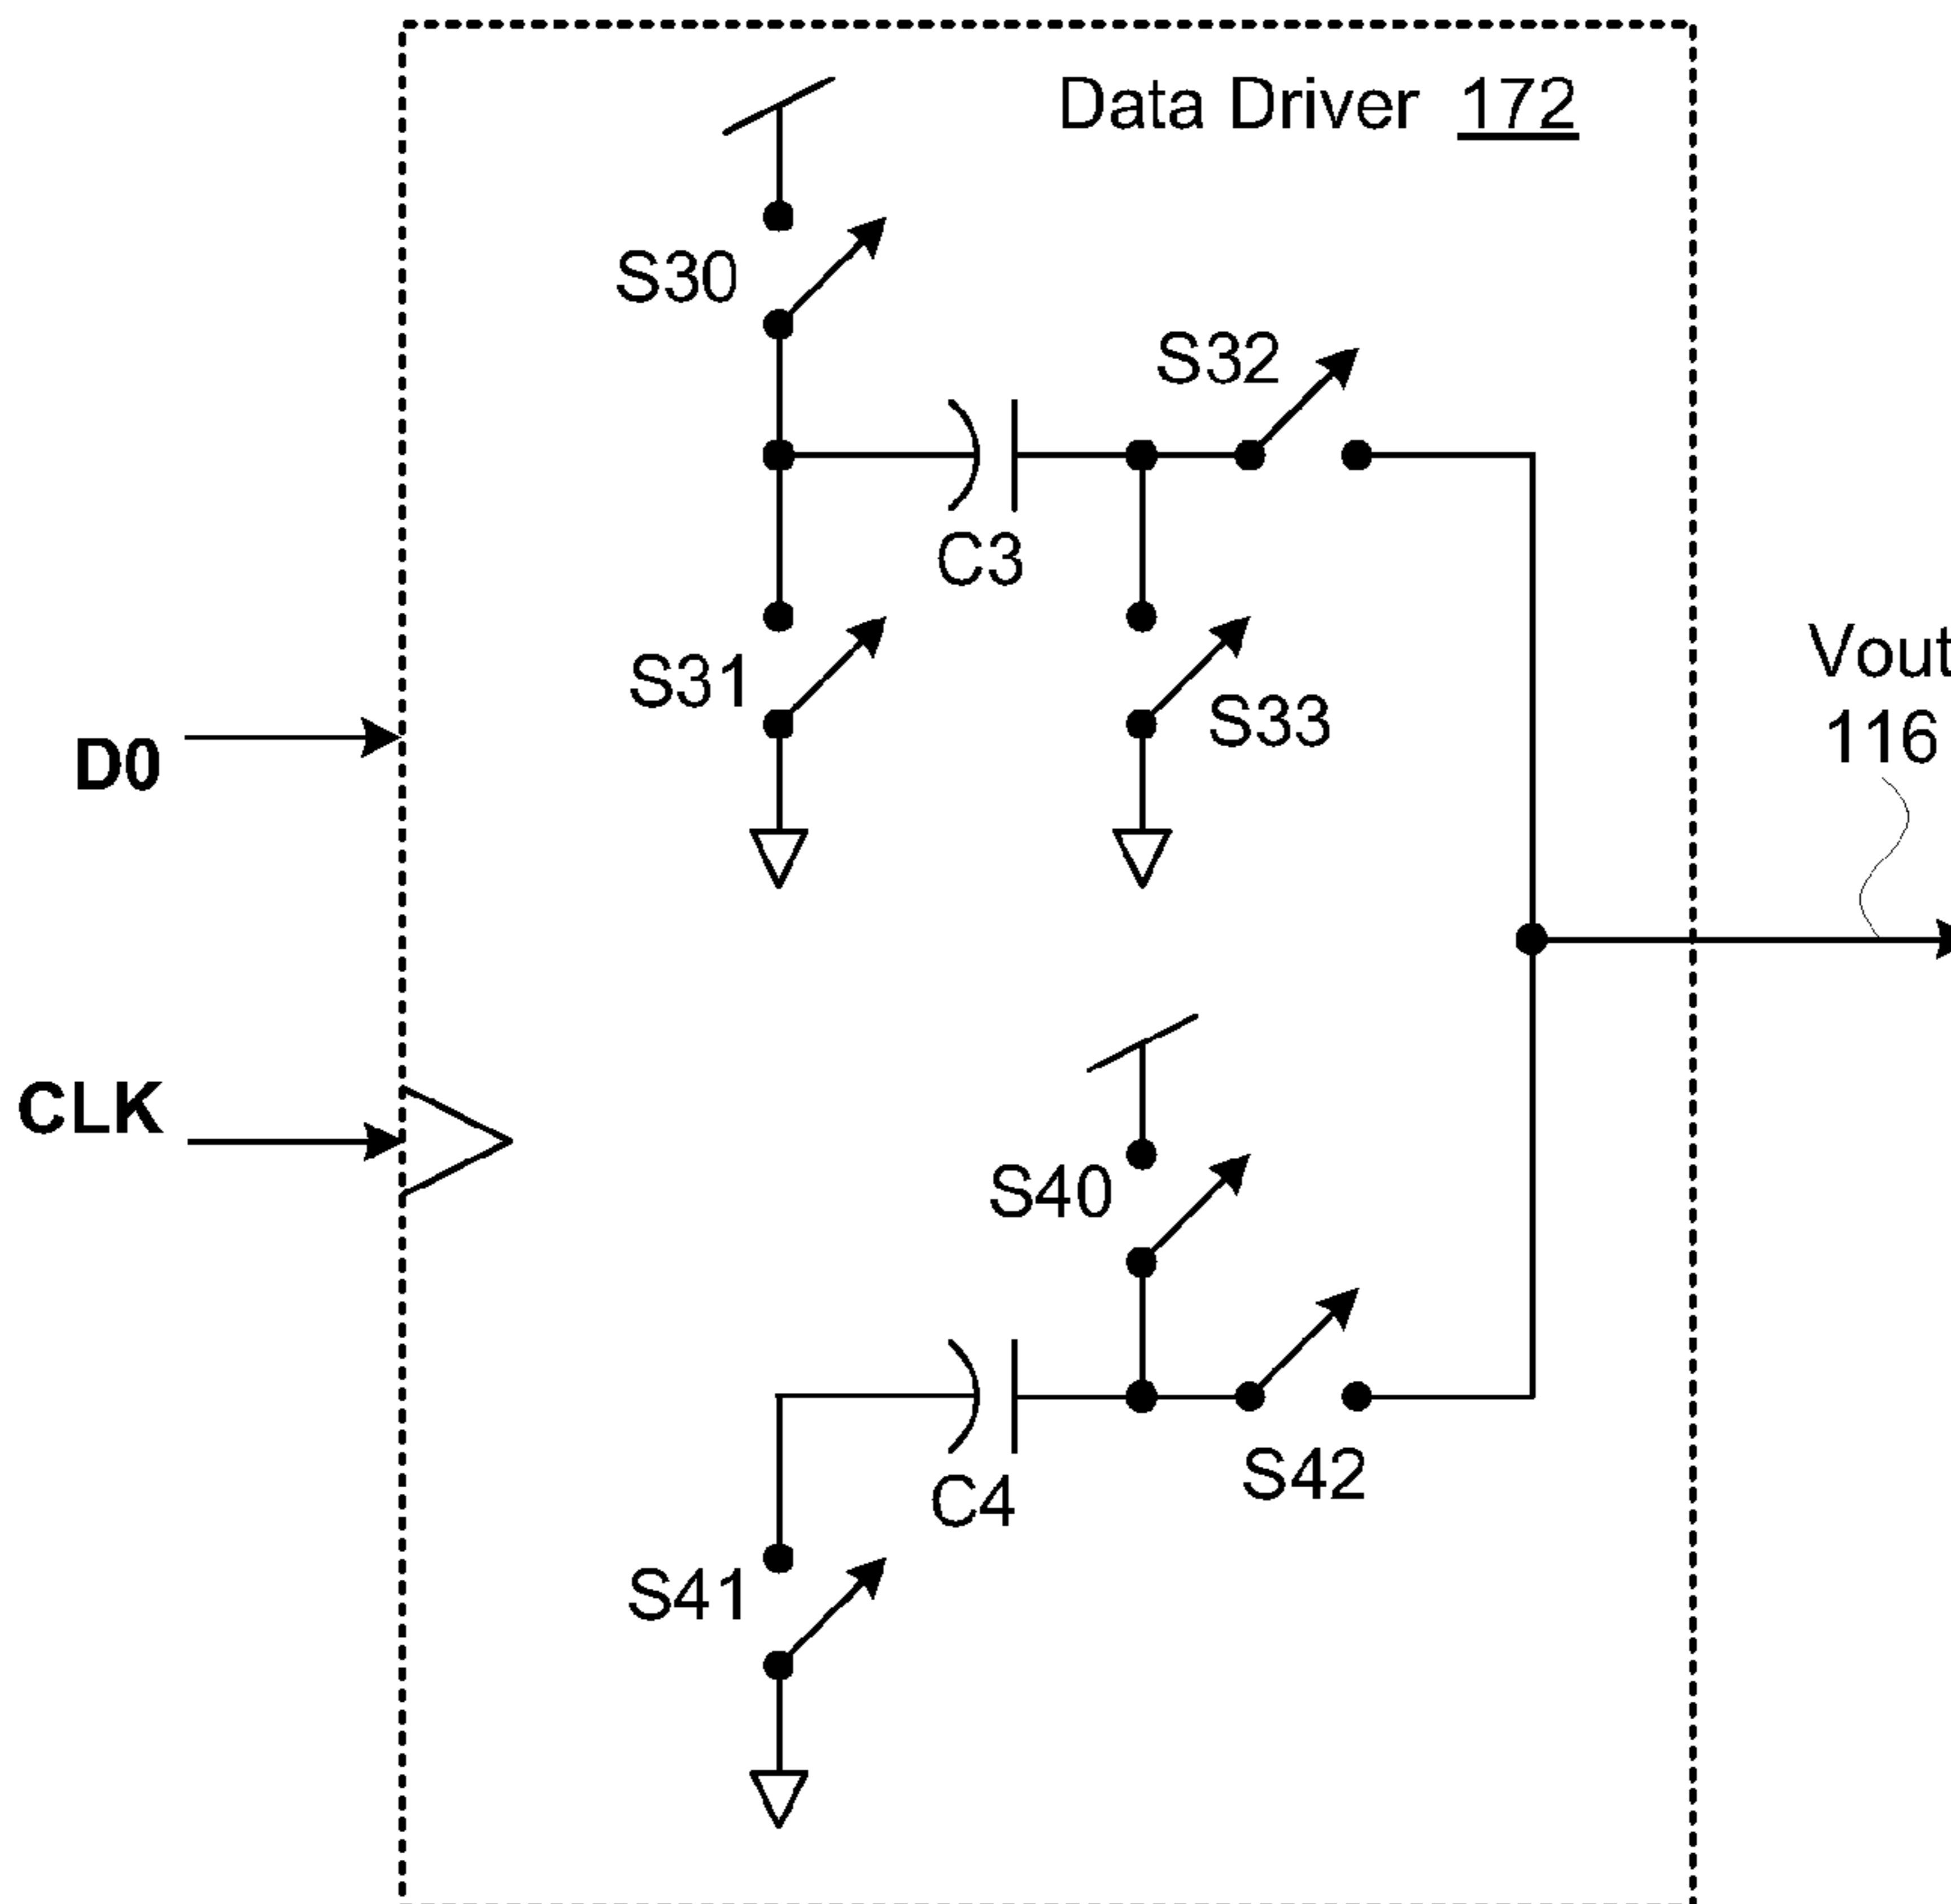 Data Driver 172
S30
S32
C3
S31
S33
Vout
116
D0
CLK
S40
C4
S42
S41